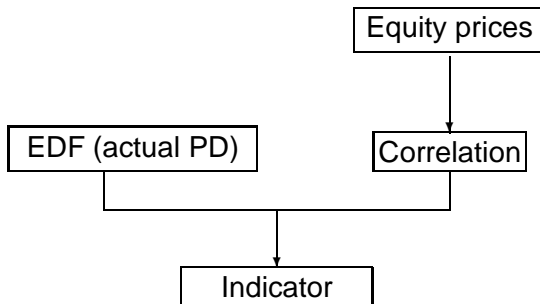 Equity prices
EDF (actual PD)
Correlation
Indicator